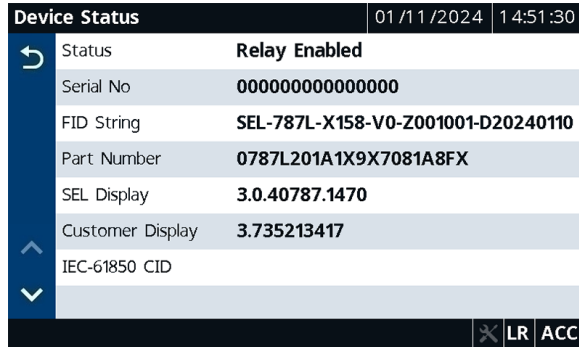 Device Status 01/11/2024 14:51:30
Status Relay Enabled
Serial No 000000000000000
FID String SEL-787L-X158-V0-Z001001-D20240110
Part Number 0787L201A1X9X7081A8FX
SEL Display 3.0.40787.1470
Customer Display 3.735213417
IEC-61850 CID
LR ACC